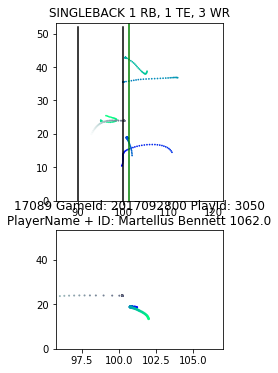 SINGLEBACK 1 RB, 1 TE, 3 WR
50
40
30
20
10
0
90 100 110 120
17089 GameId: 2017092800 PlayId: 3050
PlayerName + ID: Martellus Bennett 1062.0
40
20
0
97.5 100.0 102.5 105.0